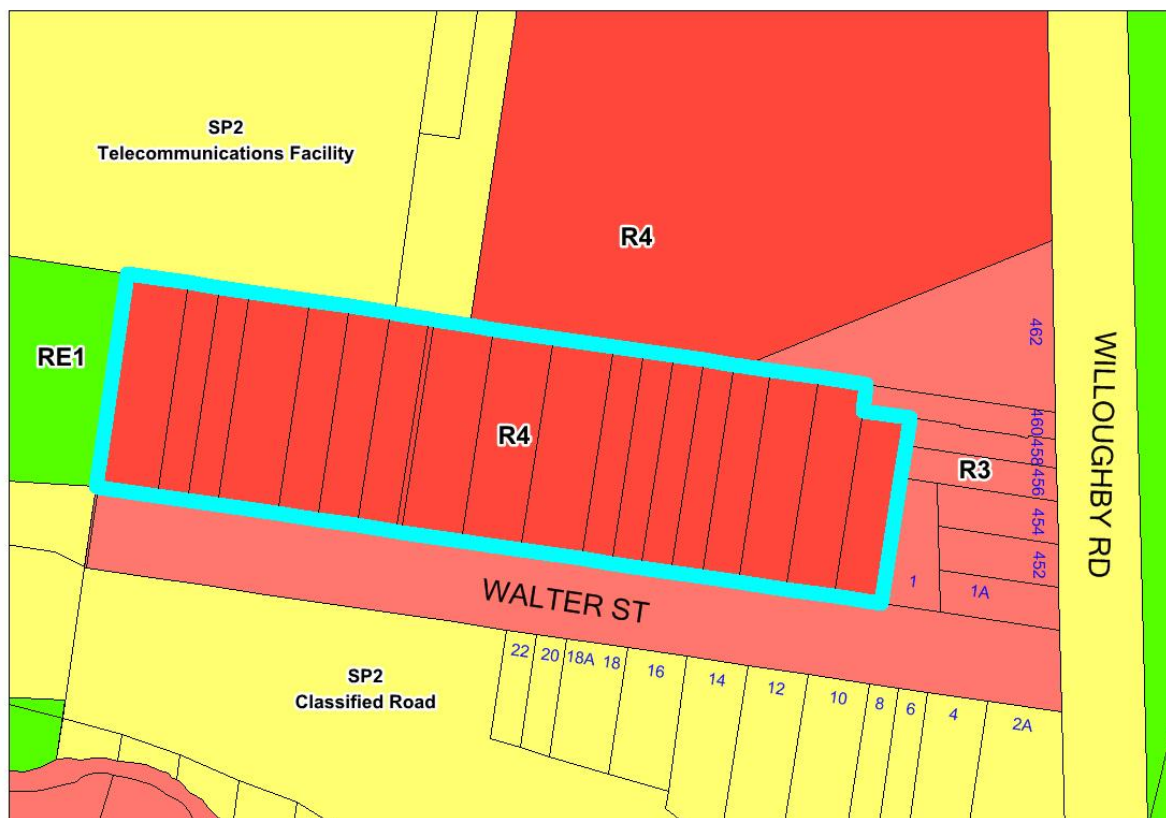 SP2
Telecommunications Facility
R4
462
WILLOUGHBY RD
RE1
R4
460
458
R3
456
454
452
1
1A
WALTER ST
22
20
18A
18
16
14
12
10
8
6
4
2A
SP2
Classified Road